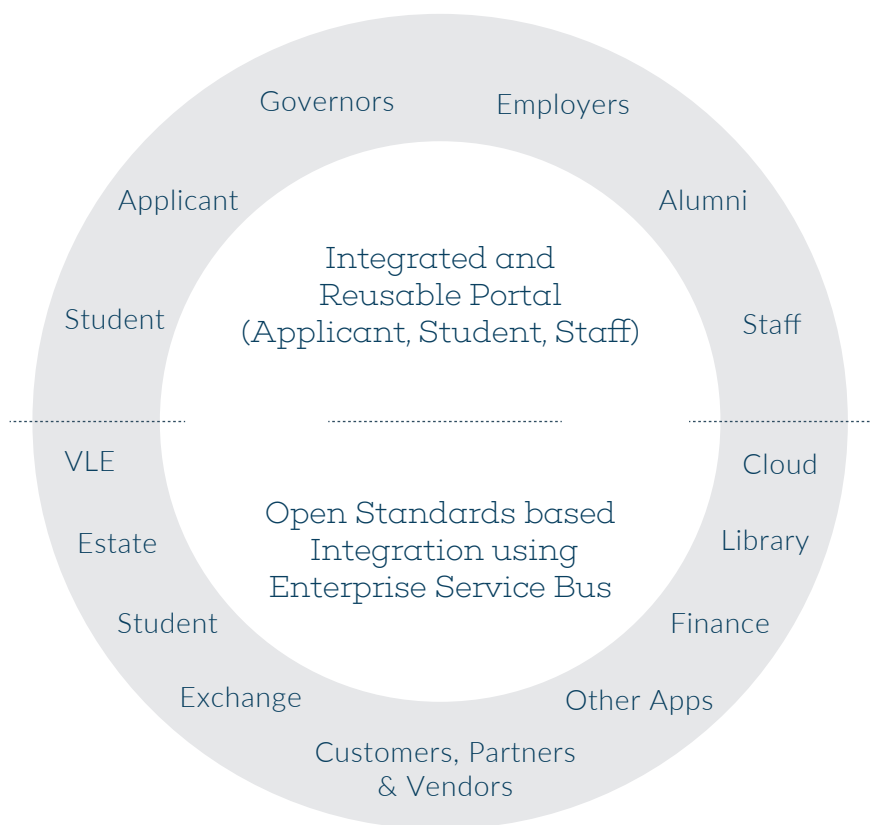 Governors
Employers
Applicant
Alumni
Integrated and
Reusable Portal
(Applicant, Student, Staff)
Student
Staff
VLE
Cloud
Open Standards based
Integration using
Enterprise Service Bus
Estate
Library
Student
Finance
Exchange
Other Apps
Customers, Partners
& Vendors